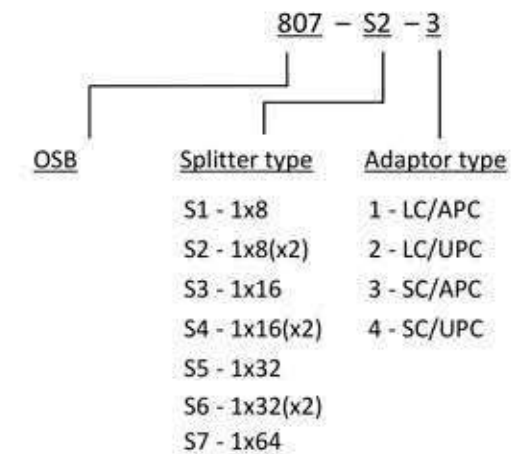 807 – S2 – 3
OSB Splitter type Adaptor type
S1 - 1x8 1 - LC/APC
S2 - 1x8(x2) 2 - LC/UPC
S3 - 1x16 3 - SC/APC
S4 - 1x16(x2) 4 - SC/UPC
S5 - 1x32
S6 - 1x32(x2)
S7 - 1x64